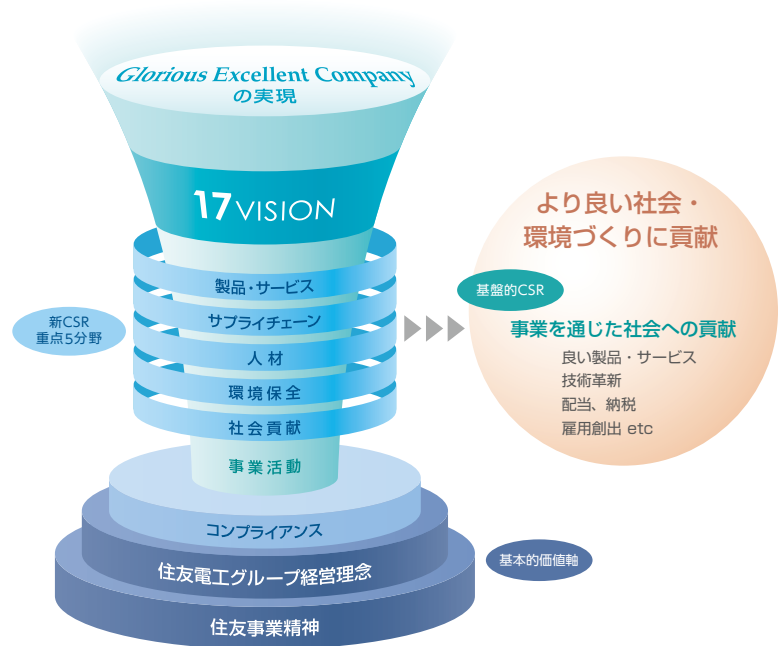 Glorious Excellent Company
の実現
17 VISION
製品・サービス
サプライチェーン
人材
環境保全
社会貢献
事業活動
コンプライアンス
住友電工グループ経営理念
住友事業精神
新CSR
重点5分野
基本的価値軸
より良い社会・
環境づくりに貢献
基盤的CSR
事業を通じた社会への貢献
良い製品・サービス
技術革新
配当、納税
雇用創出 etc